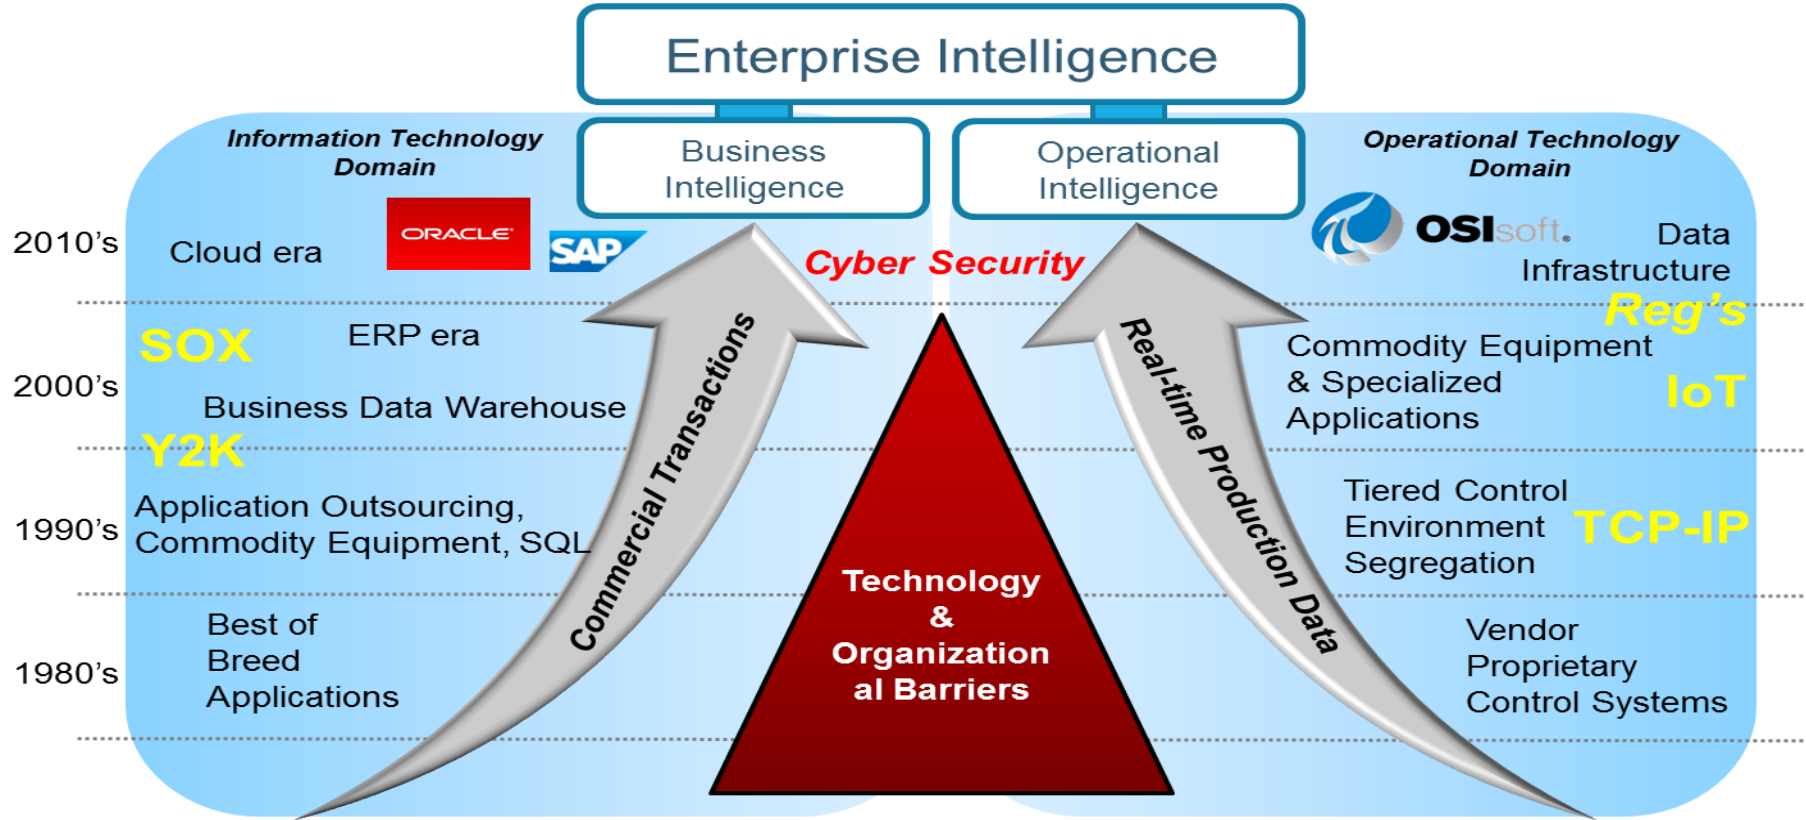 Enterprise Intelligence
Information Technology
Domain
Business
Intelligence
Operational
Intelligence
Operational Technology
Domain
2010's
Cloud era
ORACLE
SAP
Cyber Security
OSIsoft.
Data
Infrastructure
Reg's
SOX
ERP era
2000's
Business Data Warehouse
Commodity Equipment
& Specialized
Applications
IoT
Y2K
1990's
Application Outsourcing,
Commodity Equipment, SQL
Commercial Transactions
Real-time Production Data
Tiered Control
Environment
Segregation
TCP-IP
Technology
&
Organization
al Barriers
1980's
Best of
Breed
Applications
Vendor
Proprietary
Control Systems